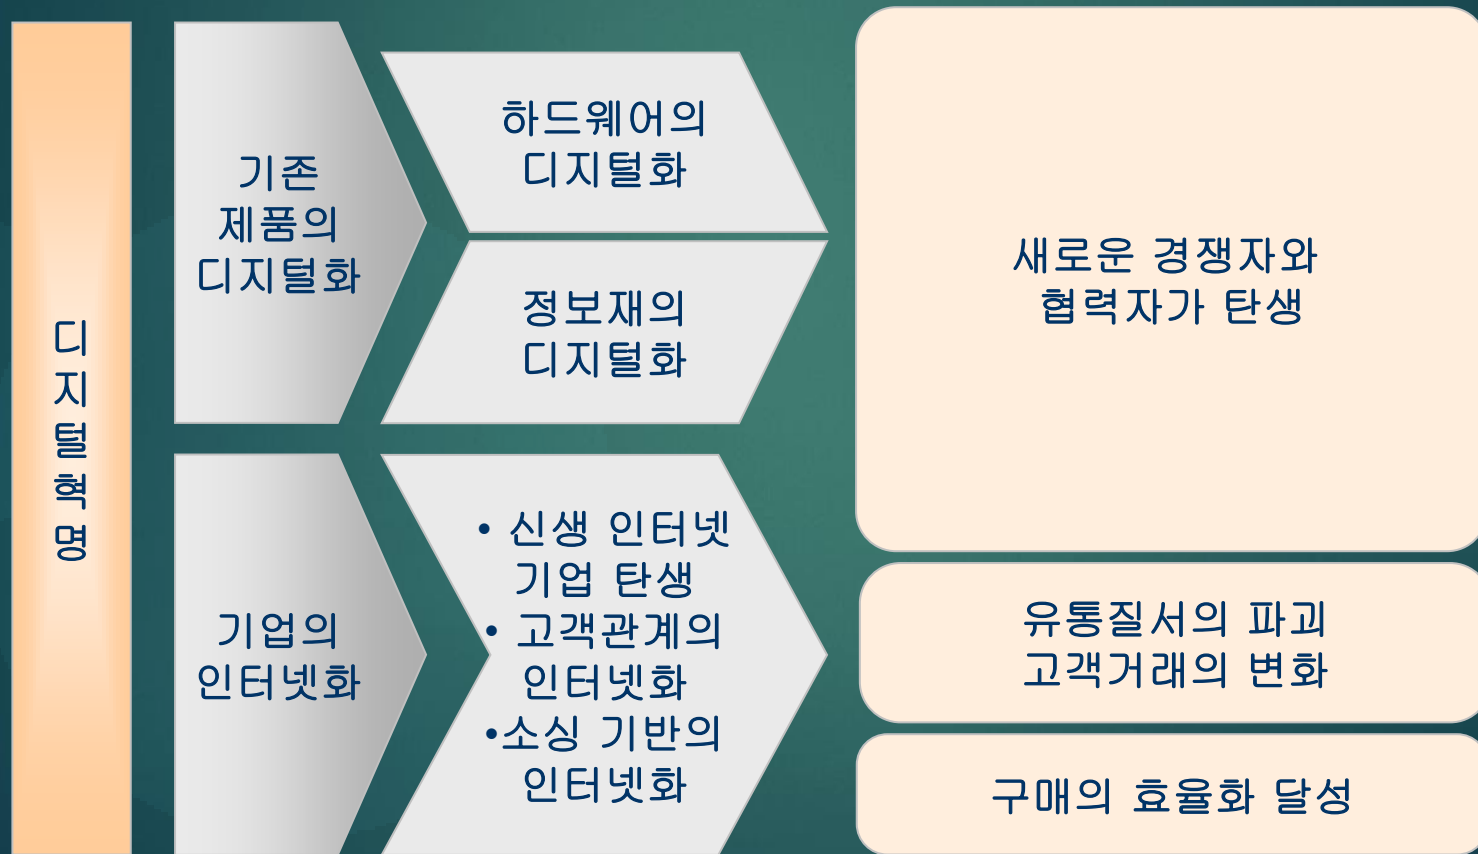 디
지
털
혁
명
기존
제품의
디지털화
하드웨어의
디지털화
정보재의
디지털화
기업의
인터넷화
• 신생 인터넷
기업 탄생
• 고객관계의
인터넷화
•소싱 기반의
인터넷화
새로운 경쟁자와
협력자가 탄생
유통질서의 파괴
고객거래의 변화
구매의 효율화 달성